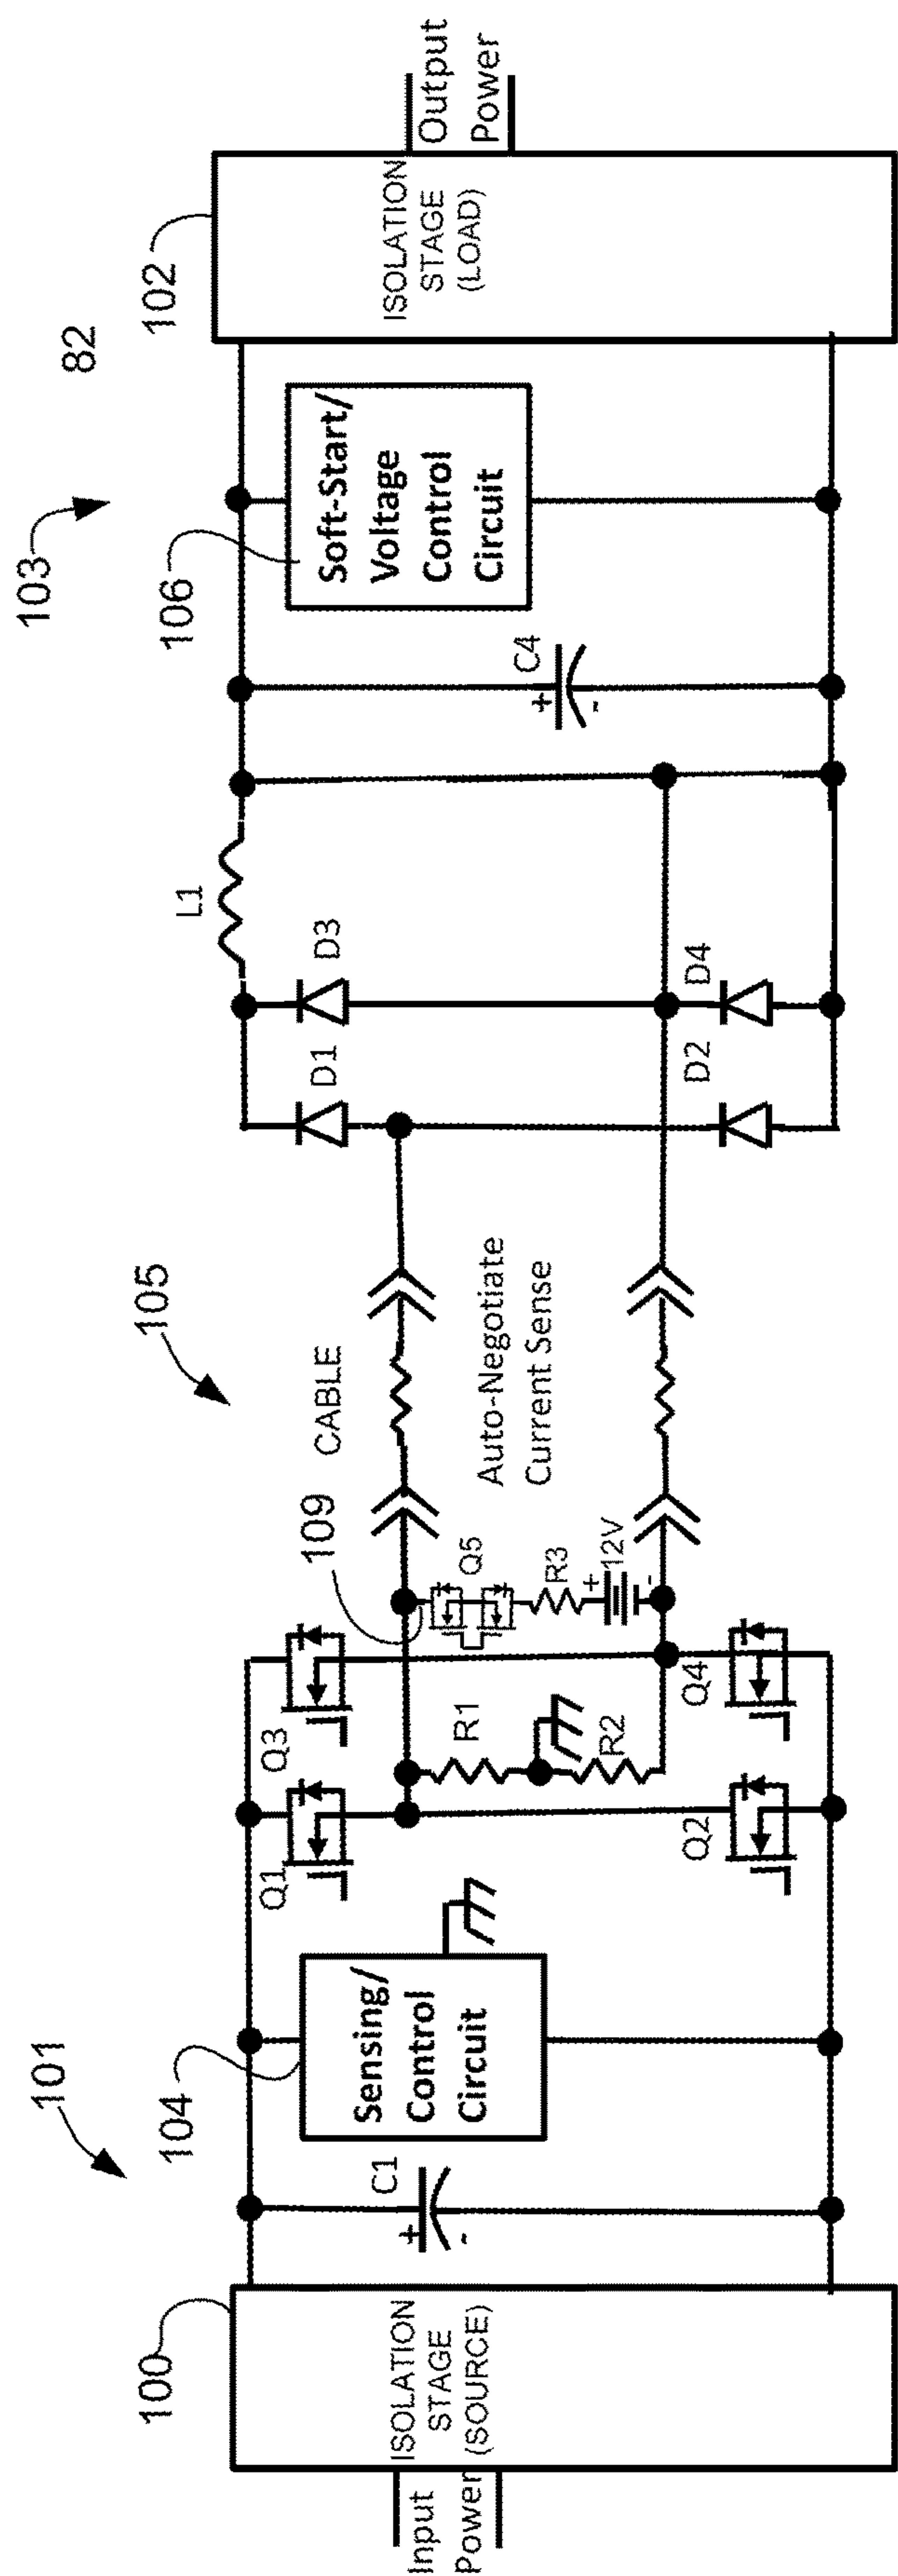 101
103
82
100
104
105
106
102
109
Input
Power
ISOLATION
STAGE
(SOURCE)
+
C1
-
Sensing/
Control
Circuit
Q1
Q3
Q2
Q4
R1
R2
Q5
R3
+
12V
-
CABLE
Auto-Negotiate
Current Sense
D1
D3
D2
D4
L1
+
C4
-
Soft-Start/
Voltage
Control
Circuit
ISOLATION
STAGE
(LOAD)
Output
Power